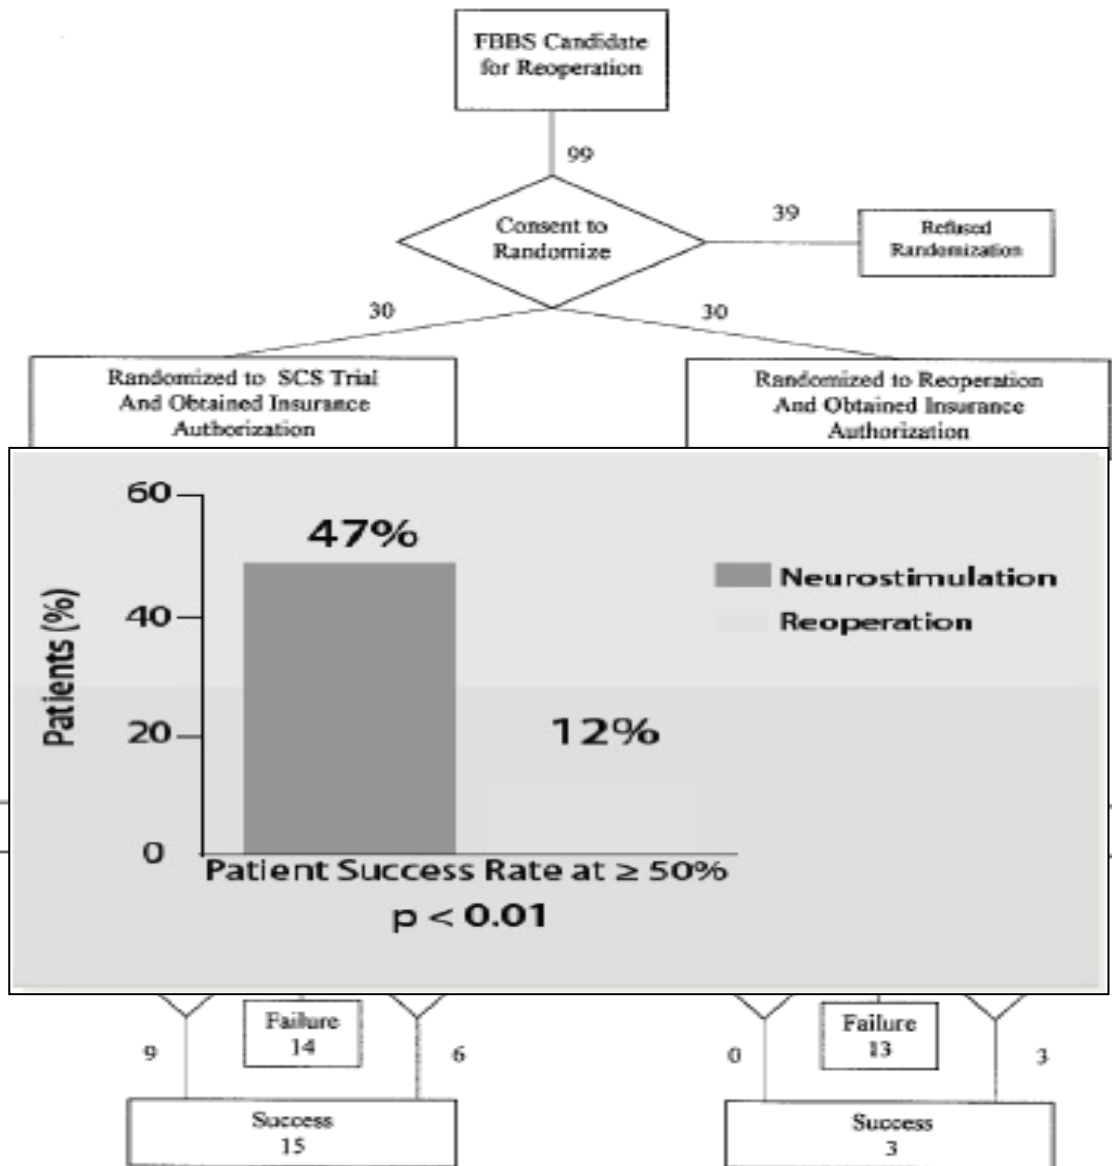 FBBS Candidate
for Reoperation
99
Consent to
Randomize
39
Refused
Randomization
30
30
Randomized to SCS Trial
And Obtained Insurance
Authorization
Randomized to Reoperation
And Obtained Insurance
Authorization
60
47%
Neurostimulation
40
Reoperation
Patients (%)
20
12%
0
Patient Success Rate at ≥ 50%
p < 0.01
Failure
14
Failure
13
9
6
0
3
Success
15
Success
3